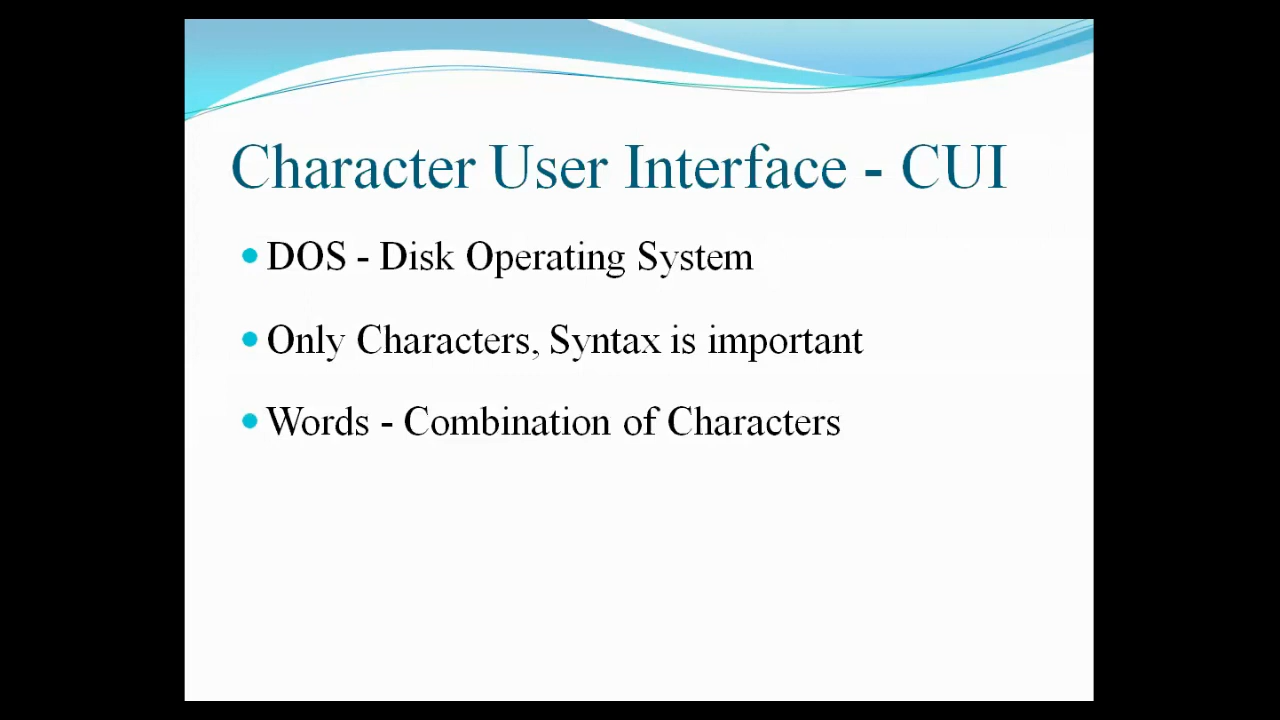 Character User Interface - CUI
• DOS - Disk Operating System
• Only Characters, Syntax is important
• Words - Combination of Characters